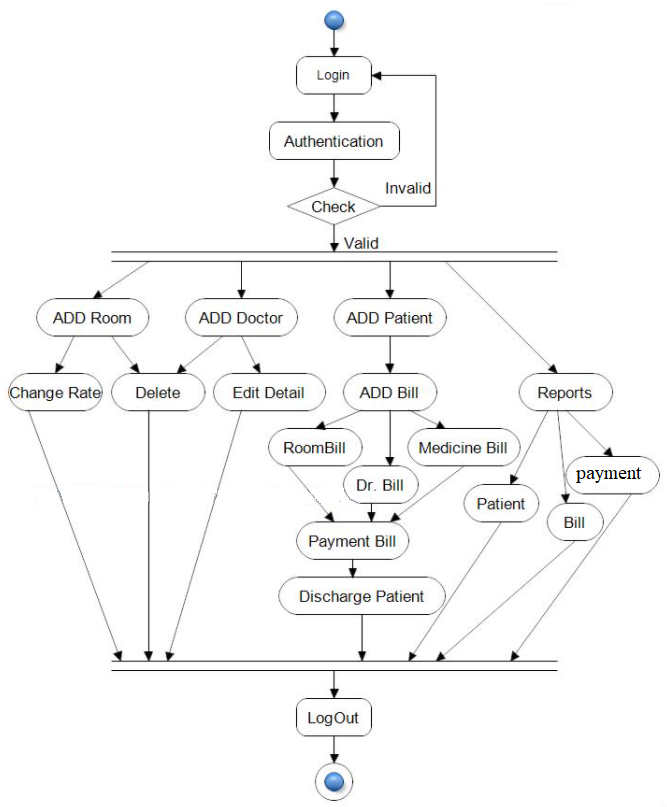 Login
Authentication
Invalid
Check
Valid
ADD Room
ADD Doctor
ADD Patient
Change Rate
Delete
Edit Detail
ADD Bill
Reports
RoomBill
Medicine Bill
payment
Dr. Bill
Patient
Bill
Payment Bill
Discharge Patient
LogOut